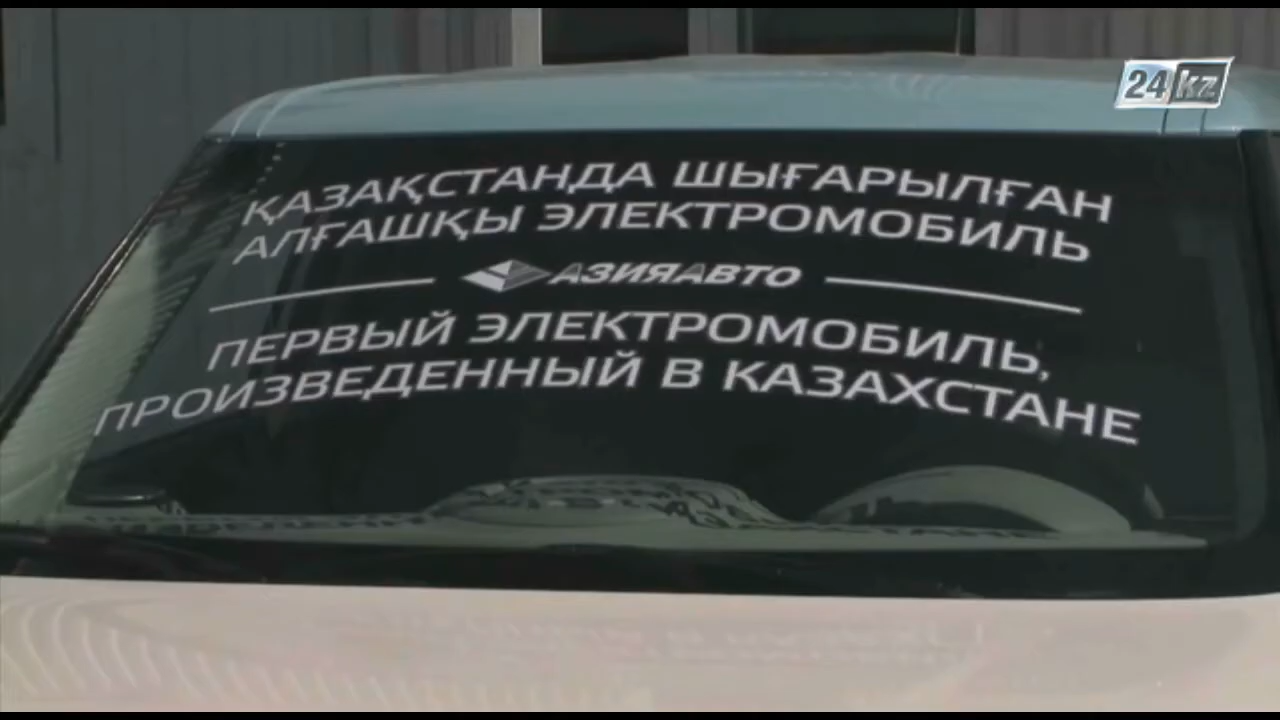 24 kz
ҚАЗАҚСТАНДА ШЫҒАРЫЛҒАН
АЛҒАШҚЫ ЭЛЕКТРОМОБИЛЬ
АЗИЯАВТО
ПЕРВЫЙ ЭЛЕКТРОМОБИЛЬ,
ПРОИЗВЕДЕННЫЙ В КАЗАХСТАНЕ